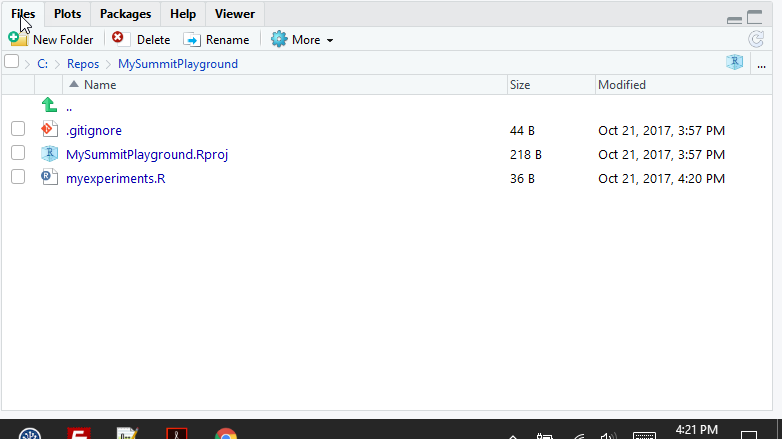 Files Plots Packages Help Viewer
New Folder Delete Rename More
C: Repos MySummitPlayground R ...
Name Size Modified
..
.gitignore 44 B Oct 21, 2017, 3:57 PM
R MySummitPlayground.Rproj 218 B Oct 21, 2017, 3:57 PM
R myexperiments.R 36 B Oct 21, 2017, 4:20 PM
4:21 PM